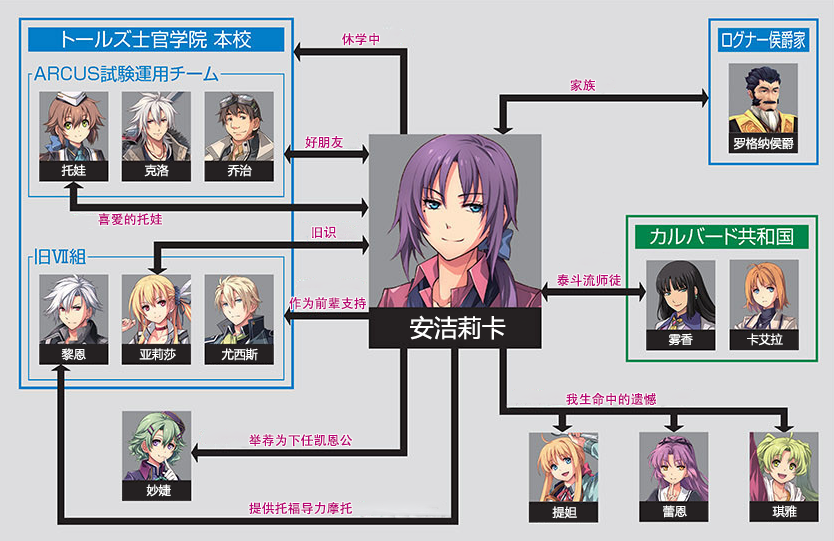 トールズ士官学院 本校
休学中
ログナー侯爵家
ARCUS試験運用チーム
家族
托娃
克洛
乔治
好朋友
罗格纳侯爵
喜爱的托娃
旧识
カルバード共和国
旧Ⅶ組
泰斗流师徒
作为前辈支持
安洁莉卡
雾香
卡艾拉
黎恩
亚莉莎
尤西斯
我生命中的遗憾
举荐为下任凯恩公
妙婕
提供托福导力摩托
提妲
蕾恩
琪雅